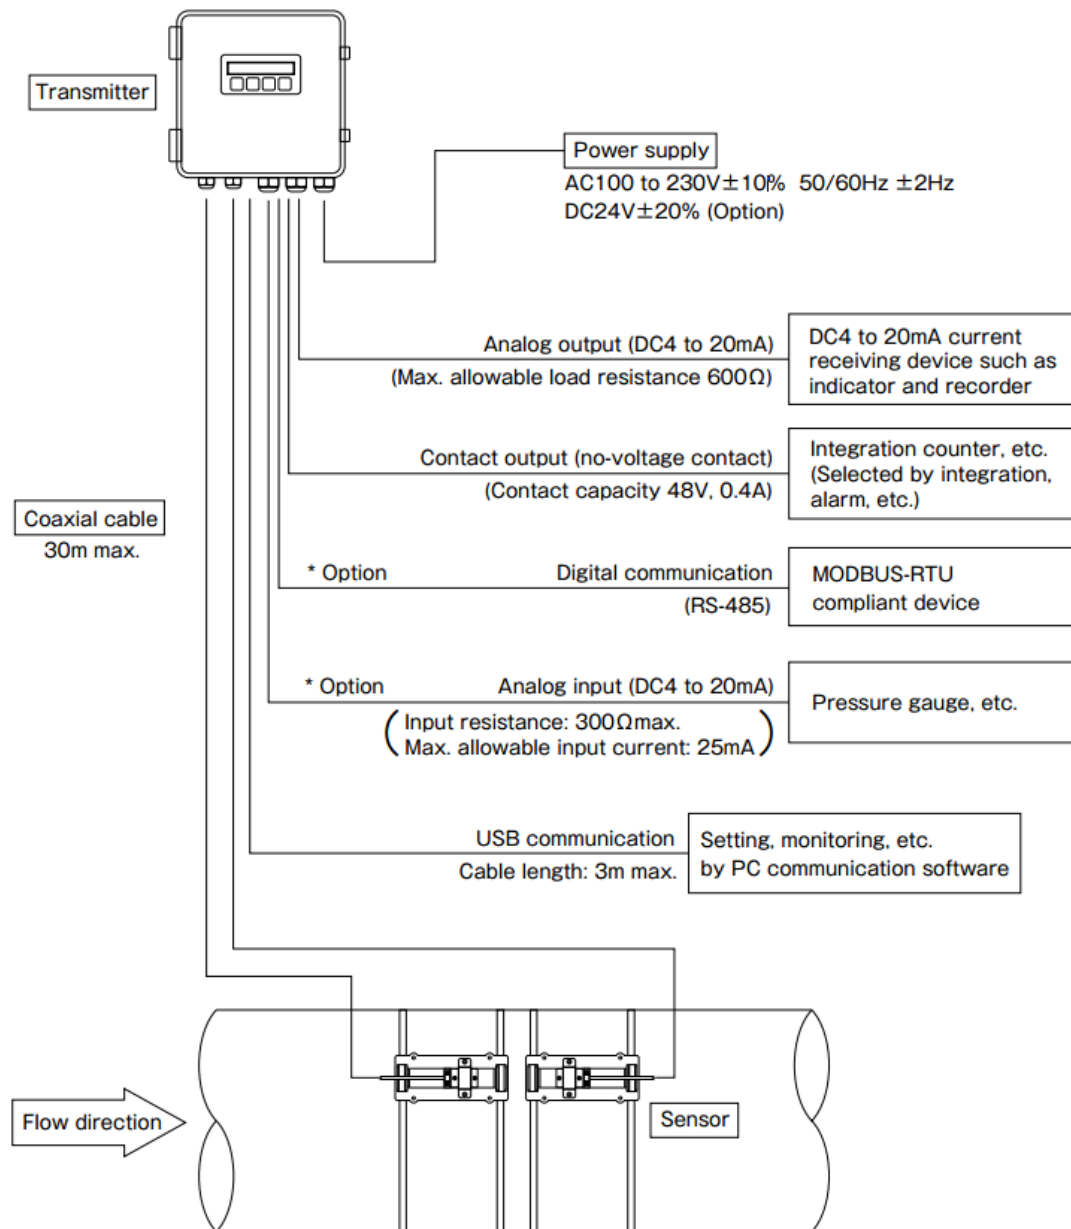 Transmitter
Power supply
AC100 to 230V±10% 50/60Hz ±2Hz
DC24V±20% (Option)
Analog output (DC4 to 20mA)
(Max. allowable load resistance 600Ω)
DC4 to 20mA current
receiving device such as
indicator and recorder
Contact output (no-voltage contact)
(Contact capacity 48V, 0.4A)
Integration counter, etc.
(Selected by integration,
alarm, etc.)
Coaxial cable
30m max.
* Option
Digital communication
(RS-485)
MODBUS-RTU
compliant device
* Option
Analog input (DC4 to 20mA)
(Input resistance: 300Ωmax.
Max. allowable input current: 25mA)
Pressure gauge, etc.
USB communication
Cable length: 3m max.
Setting, monitoring, etc.
by PC communication software
Flow direction
Sensor